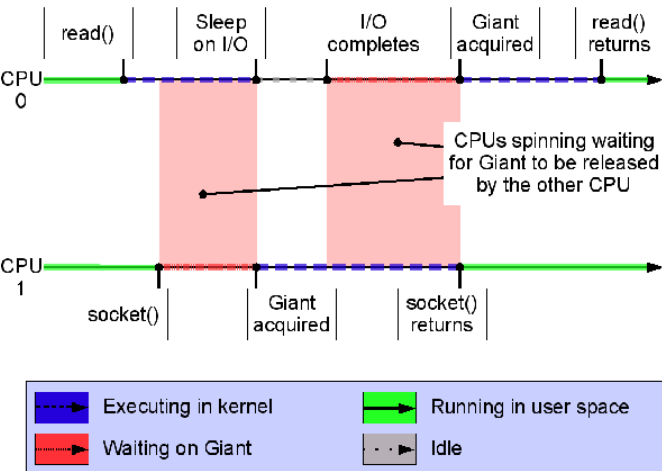 read()
Sleep
on I/O
I/O
completes
Giant
acquired
read()
returns
CPU
0
CPUs spinning waiting
for Giant to be released
by the other CPU
CPU
1
socket()
Giant
acquired
socket()
returns
Executing in kernel
Running in user space
Waiting on Giant
Idle